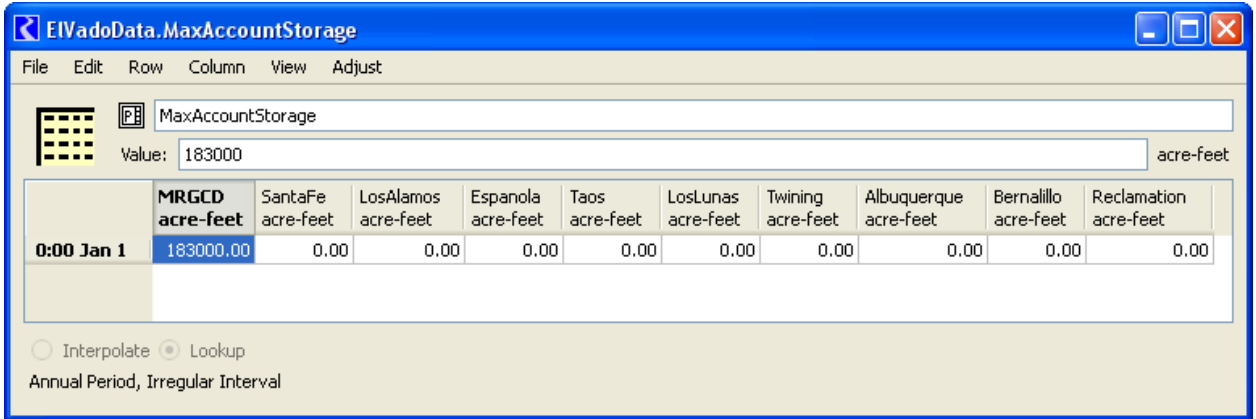 ElVadoData.MaxAccountStorage
File Edit Row Column View Adjust
MaxAccountStorage
Value: 183000 acre-feet
MRGCD SantaFe LosAlamos Espanola Taos LosLunas Twining Albuquerque Bernalillo Reclamation
acre-feet acre-feet acre-feet acre-feet acre-feet acre-feet acre-feet acre-feet acre-feet acre-feet
0:00 Jan 1 183000.00 0.00 0.00 0.00 0.00 0.00 0.00 0.00 0.00 0.00
Interpolate Lookup
Annual Period, Irregular Interval